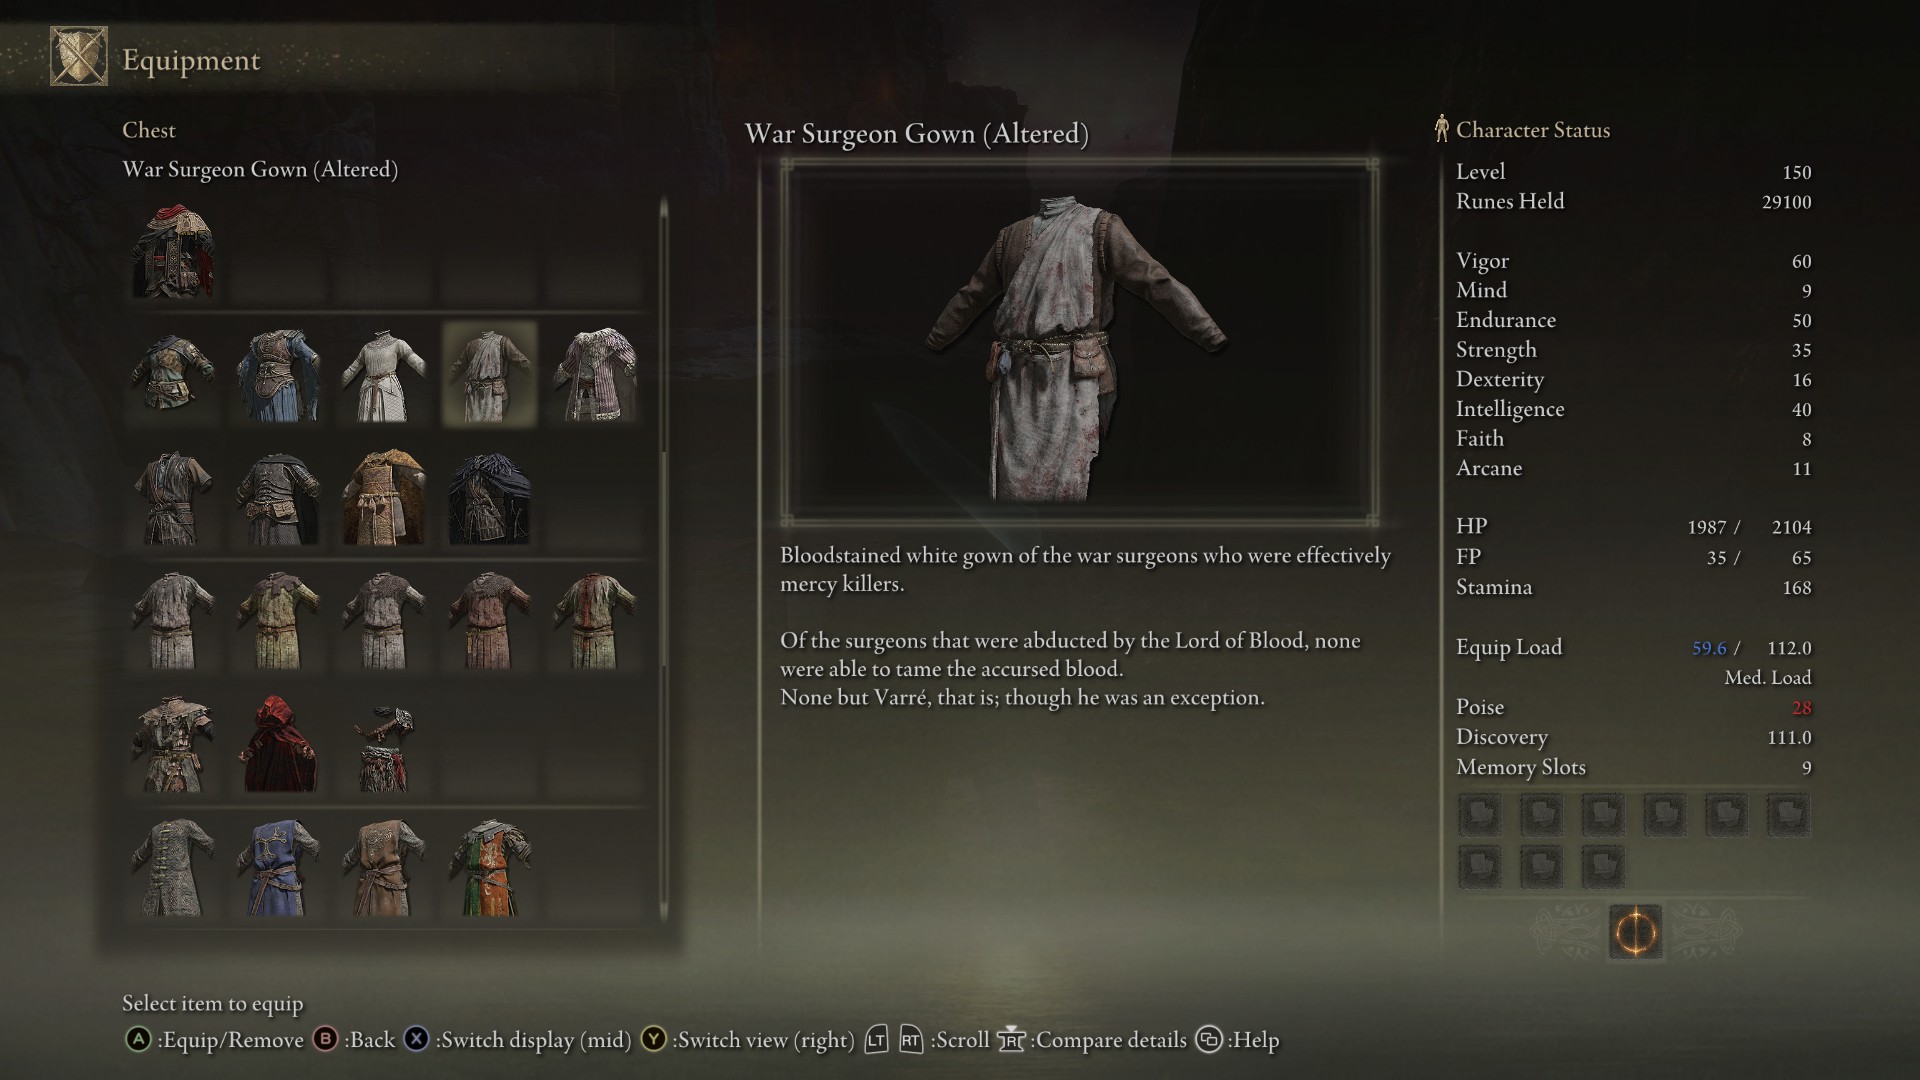 Equipment
Chest
War Surgeon Gown (Altered)
War Surgeon Gown (Altered)
Bloodstained white gown of the war surgeons who were effectively
mercy killers.
Of the surgeons that were abducted by the Lord of Blood, none
were able to tame the accursed blood.
None but Varré, that is; though he was an exception.
Character Status
Level 150
Runes Held 29100
Vigor 60
Mind 9
Endurance 50
Strength 35
Dexterity 16
Intelligence 40
Faith 8
Arcane 11
HP 1987 / 2104
FP 35 / 65
Stamina 168
Equip Load 59.6 / 112.0
Med. Load
Poise 28
Discovery 111.0
Memory Slots 9
Select item to equip
A :Equip/Remove B :Back X :Switch display (mid) Y :Switch view (right) LT RT :Scroll R :Compare details :Help